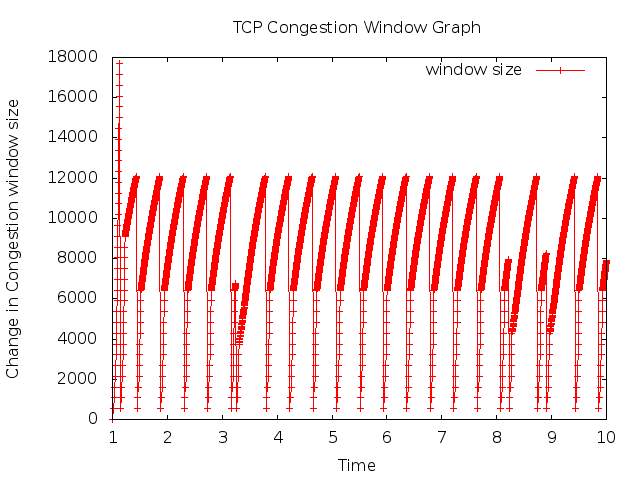 TCP Congestion Window Graph
window size
Change in Congestion window size
18000
16000
14000
12000
10000
8000
6000
4000
2000
0
1 2 3 4 5 6 7 8 9 10
Time